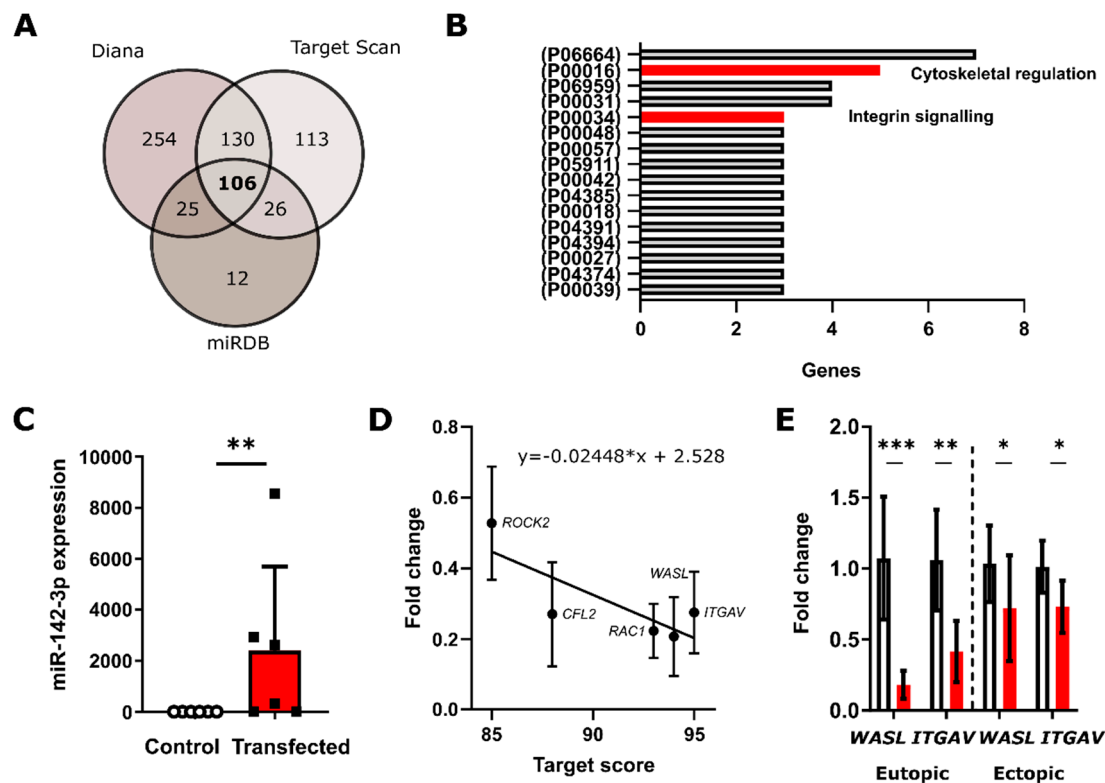 A
Diana
Target Scan
254
130
113
106
25
26
12
miRDB
B
(P06664)
(P00016)
(P06959)
(P00031)
(P00034)
(P00048)
(P00057)
(P05911)
(P00042)
(P04385)
(P00018)
(P04391)
(P04394)
(P00027)
(P04374)
(P00039)
Cytoskeletal regulation
Integrin signalling
0 2 4 6 8
Genes
C
**
miR-142-3p expression
10000
8000
6000
4000
2000
0
Control Transfected
D
y=-0.02448*x + 2.528
Fold change
0.8
0.6
0.4
0.2
0.0
ROCK2
CFL2
RAC1
WASL
ITGAV
85 90 95
Target score
E
*** ** * *
Fold change
2.0
1.5
1.0
0.5
0.0
WASL ITGAV WASL ITGAV
Eutopic Ectopic